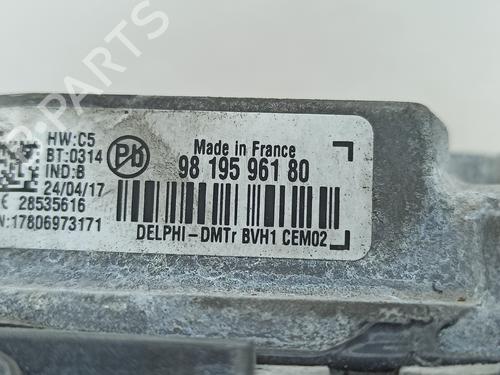 HW:C5
BT:0314
IND:B
24/04/17
28535616
N:17806973171
Pb
Made in France
98 195 961 80
DELPHI-DMTr BVH1 CEM02
B-PARTS